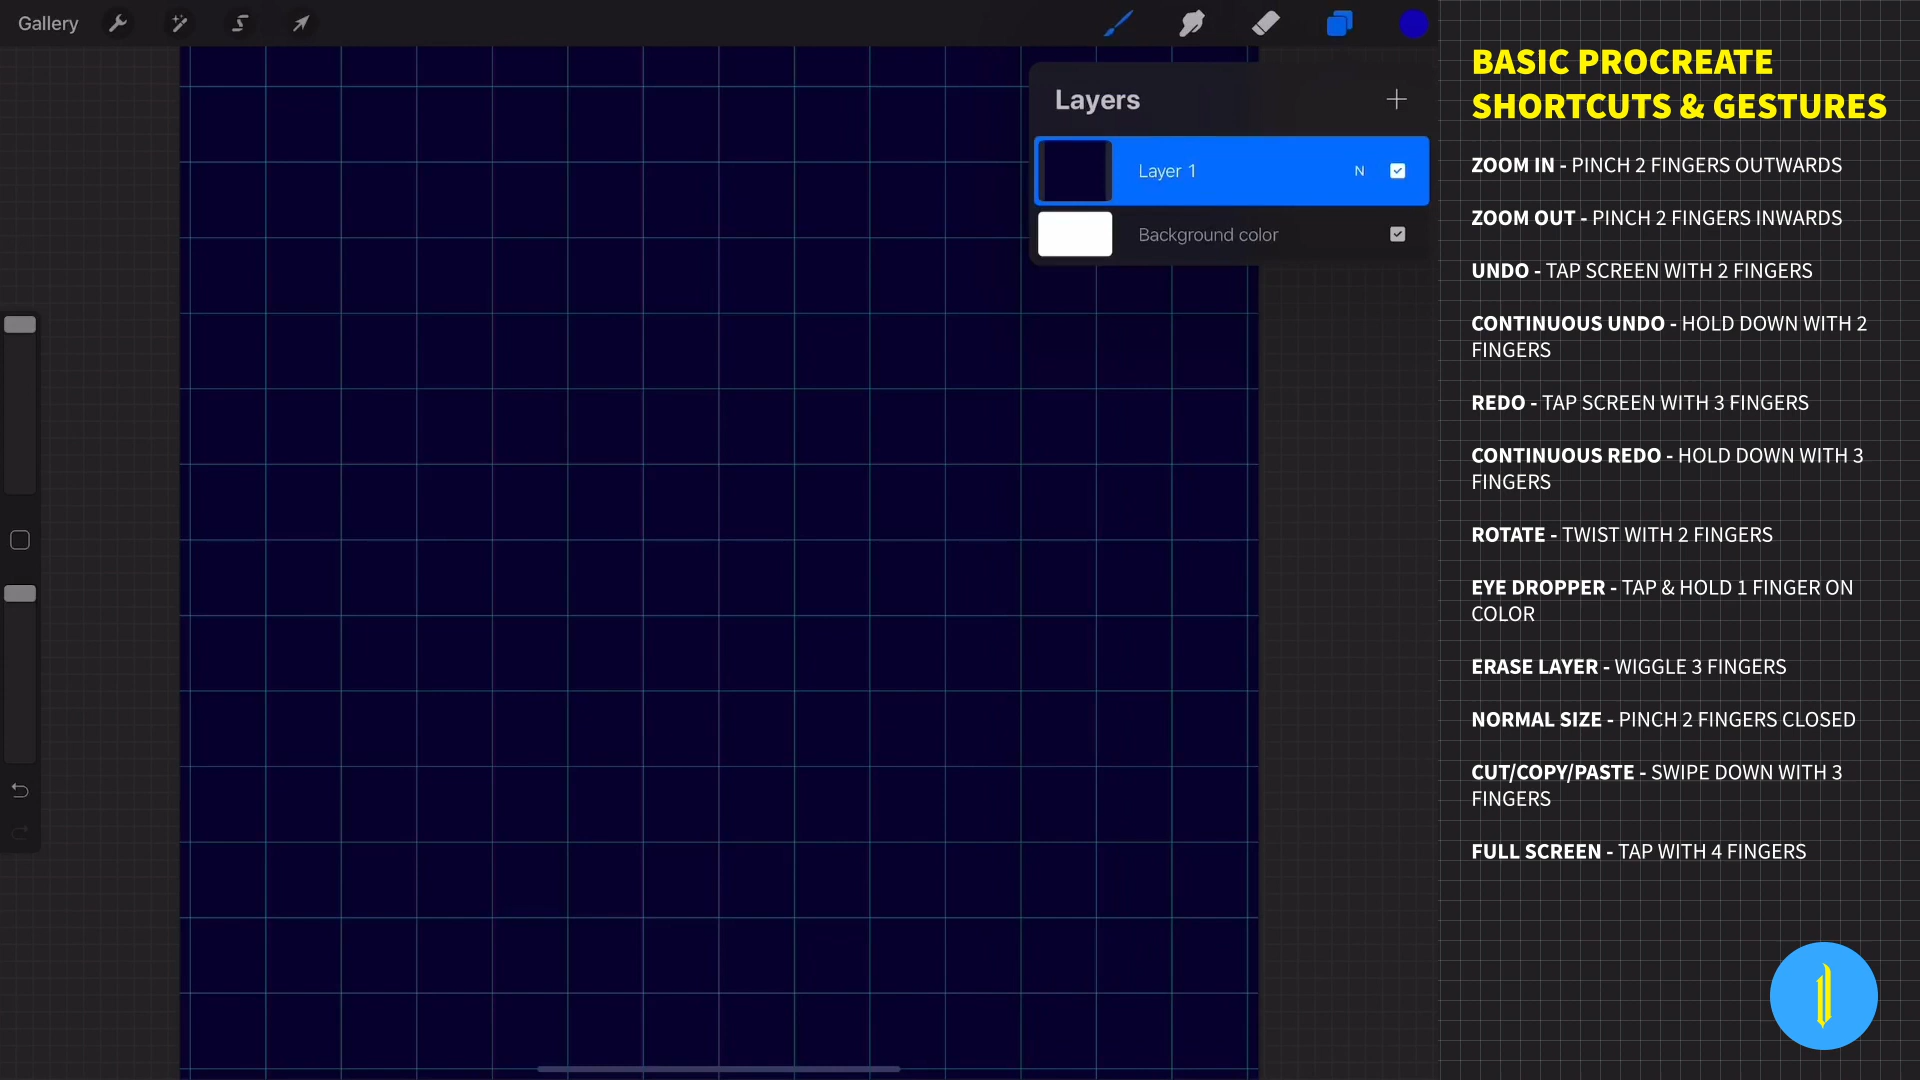 Gallery
Layers
Layer 1
N
Background color
BASIC PROCREATE
SHORTCUTS & GESTURES
ZOOM IN - PINCH 2 FINGERS OUTWARDS
ZOOM OUT - PINCH 2 FINGERS INWARDS
UNDO - TAP SCREEN WITH 2 FINGERS
CONTINUOUS UNDO - HOLD DOWN WITH 2
FINGERS
REDO - TAP SCREEN WITH 3 FINGERS
CONTINUOUS REDO - HOLD DOWN WITH 3
FINGERS
ROTATE - TWIST WITH 2 FINGERS
EYE DROPPER - TAP & HOLD 1 FINGER ON
COLOR
ERASE LAYER - WIGGLE 3 FINGERS
NORMAL SIZE - PINCH 2 FINGERS CLOSED
CUT/COPY/PASTE - SWIPE DOWN WITH 3
FINGERS
FULL SCREEN - TAP WITH 4 FINGERS